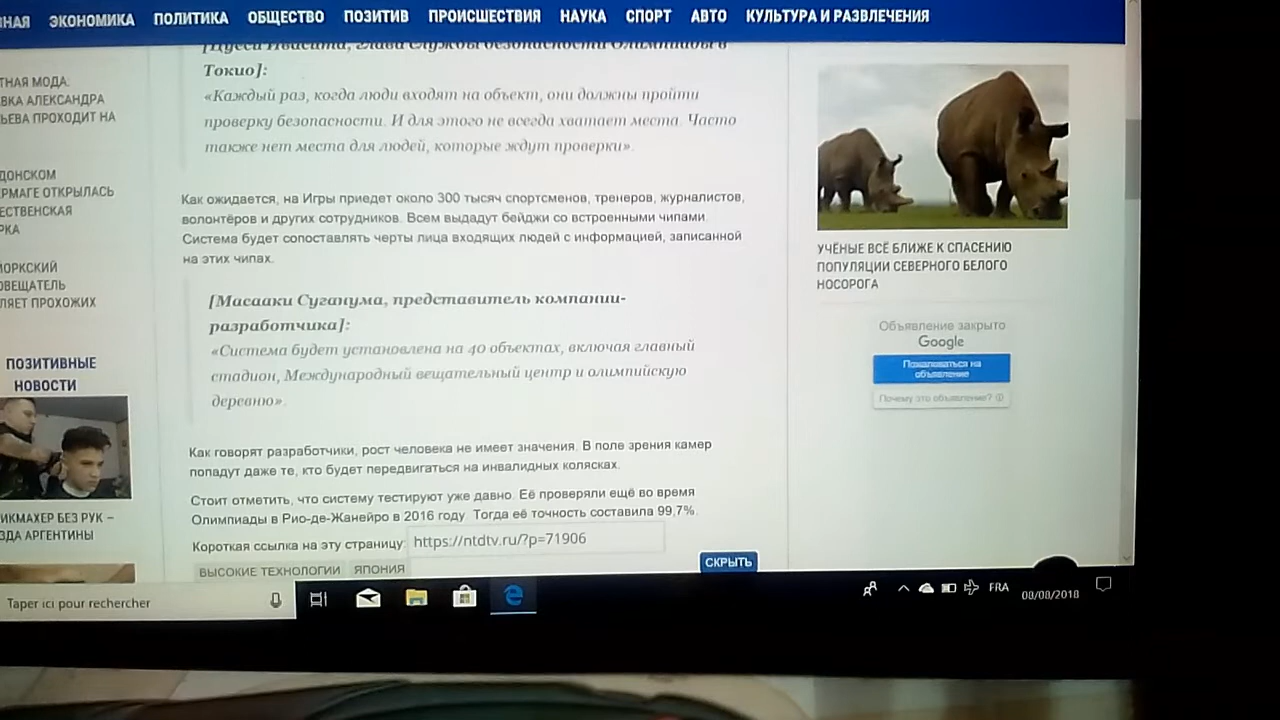 НАЯ ЭКОНОМИКА ПОЛИТИКА ОБЩЕСТВО ПОЗИТИВ ПРОИСШЕСТВИЯ НАУКА СПОРТ АВТО КУЛЬТУРА И РАЗВЛЕЧЕНИЯ
ТНАЯ МОДА:
ВКА АЛЕКСАНДРА
ЬЕВА ПРОХОДИТ НА
ДОНСКОМ
РМАГЕ ОТКРЫЛАСЬ
ЕСТВЕНСКАЯ
РКА
ЙОРКСКИЙ
ОВЕЩАТЕЛЬ
ЛЯЕТ ПРОХОЖИХ
ПОЗИТИВНЫЕ
НОВОСТИ
ИКМАХЕР БЕЗ РУК –
ЗДА АРГЕНТИНЫ
глава Службы безопасности Олимпиады в
Токио]:
«Каждый раз, когда люди входят на объект, они должны пройти
проверку безопасности. И для этого не всегда хватает места. Часто
также нет места для людей, которые ждут проверки».
Как ожидается, на Игры приедет около 300 тысяч спортсменов, тренеров, журналистов,
волонтёров и других сотрудников. Всем выдадут бейджи со встроенными чипами.
Система будет сопоставлять черты лица входящих людей с информацией, записанной
на этих чипах.
[Масааки Суганума, представитель компании-
разработчика]:
«Система будет установлена на 40 объектах, включая главный
стадион, Международный вещательный центр и олимпийскую
деревню».
Как говорят разработчики, рост человека не имеет значения. В поле зрения камер
попадут даже те, кто будет передвигаться на инвалидных колясках.
Стоит отметить, что систему тестируют уже давно. Её проверяли ещё во время
Олимпиады в Рио-де-Жанейро в 2016 году. Тогда её точность составила 99,7%.
Короткая ссылка на эту страницу: https://ntdtv.ru/?p=71906
ВЫСОКИЕ ТЕХНОЛОГИИ ЯПОНИЯ
СКРЫТЬ
УЧЁНЫЕ ВСЁ БЛИЖЕ К СПАСЕНИЮ
ПОПУЛЯЦИИ СЕВЕРНОГО БЕЛОГО
НОСОРОГА
Объявление закрыто
Google
Пожаловаться на
объявление
Почему это объявление?
Taper ici pour rechercher
FRA
08/08/2018